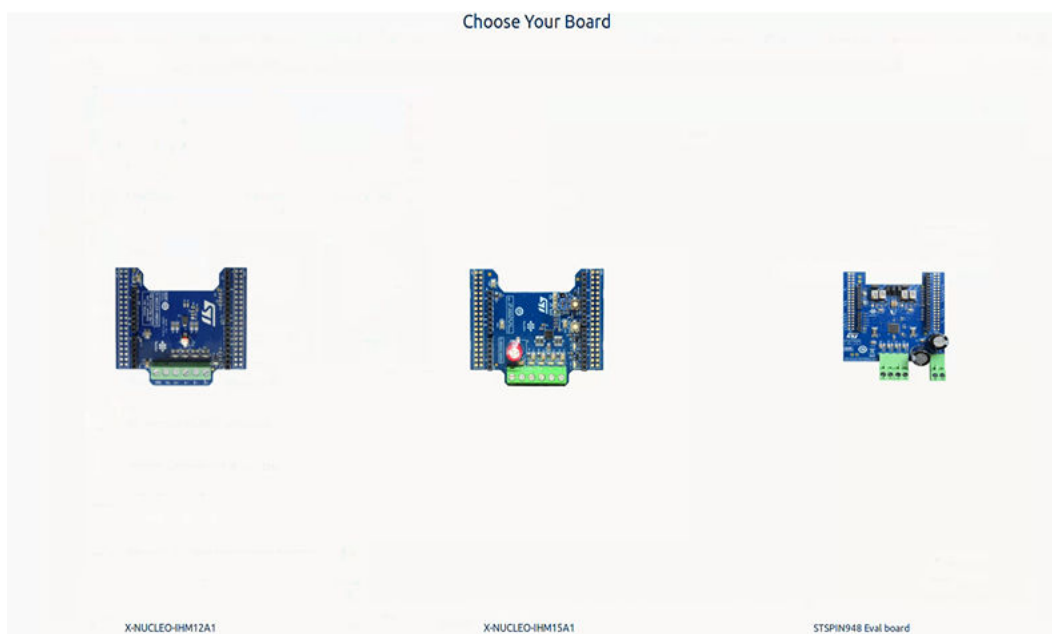 Choose Your Board
X-NUCLEO-IHM12A1
X-NUCLEO-IHM15A1
STSPIN948 Eval board